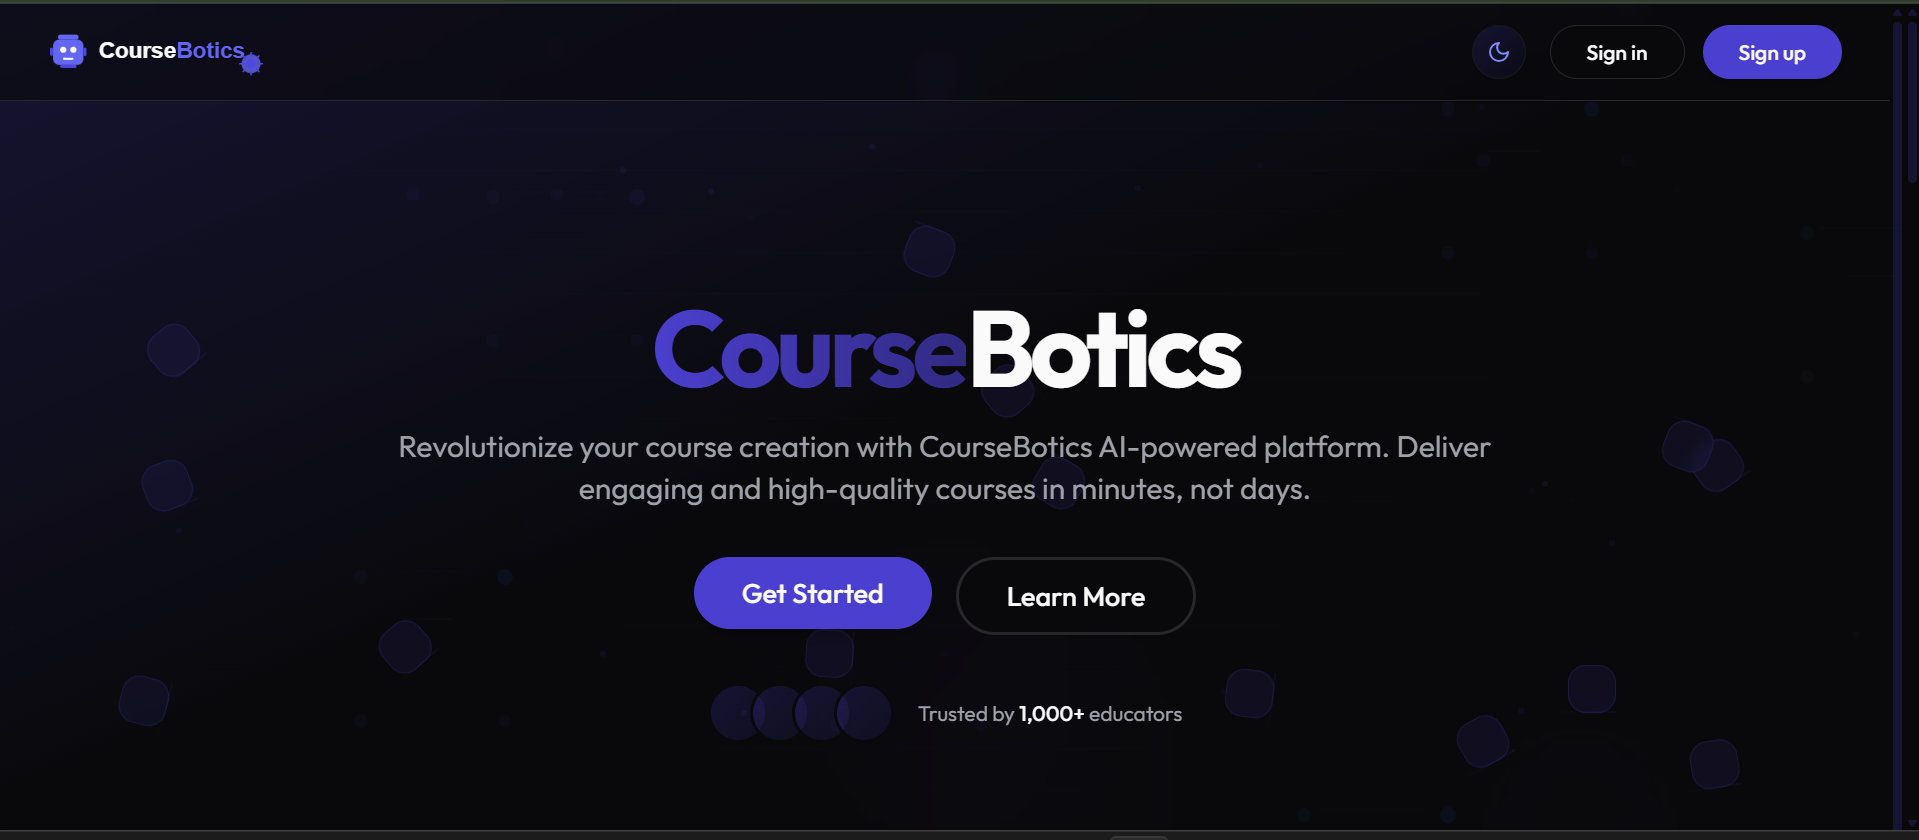 CourseBotics
Sign in
Sign up
CourseBotics
Revolutionize your course creation with CourseBotics AI-powered platform. Deliver
engaging and high-quality courses in minutes, not days.
Get Started
Learn More
Trusted by 1,000+ educators